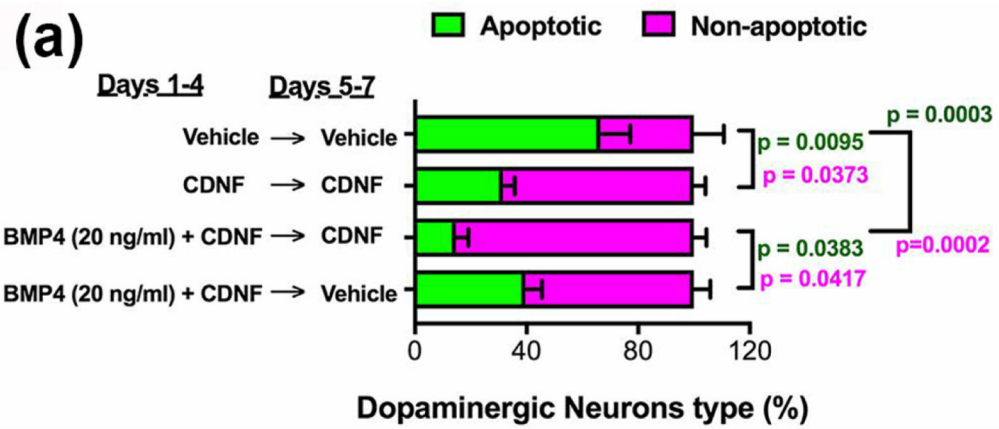 (a)
Apoptotic Non-apoptotic
Days 1-4 Days 5-7
Vehicle → Vehicle
CDNF → CDNF
BMP4 (20 ng/ml) + CDNF → CDNF
BMP4 (20 ng/ml) + CDNF → Vehicle
p = 0.0003
p = 0.0095
p = 0.0373
p = 0.0383
p=0.0002
p = 0.0417
0 40 80 120
Dopaminergic Neurons type (%)